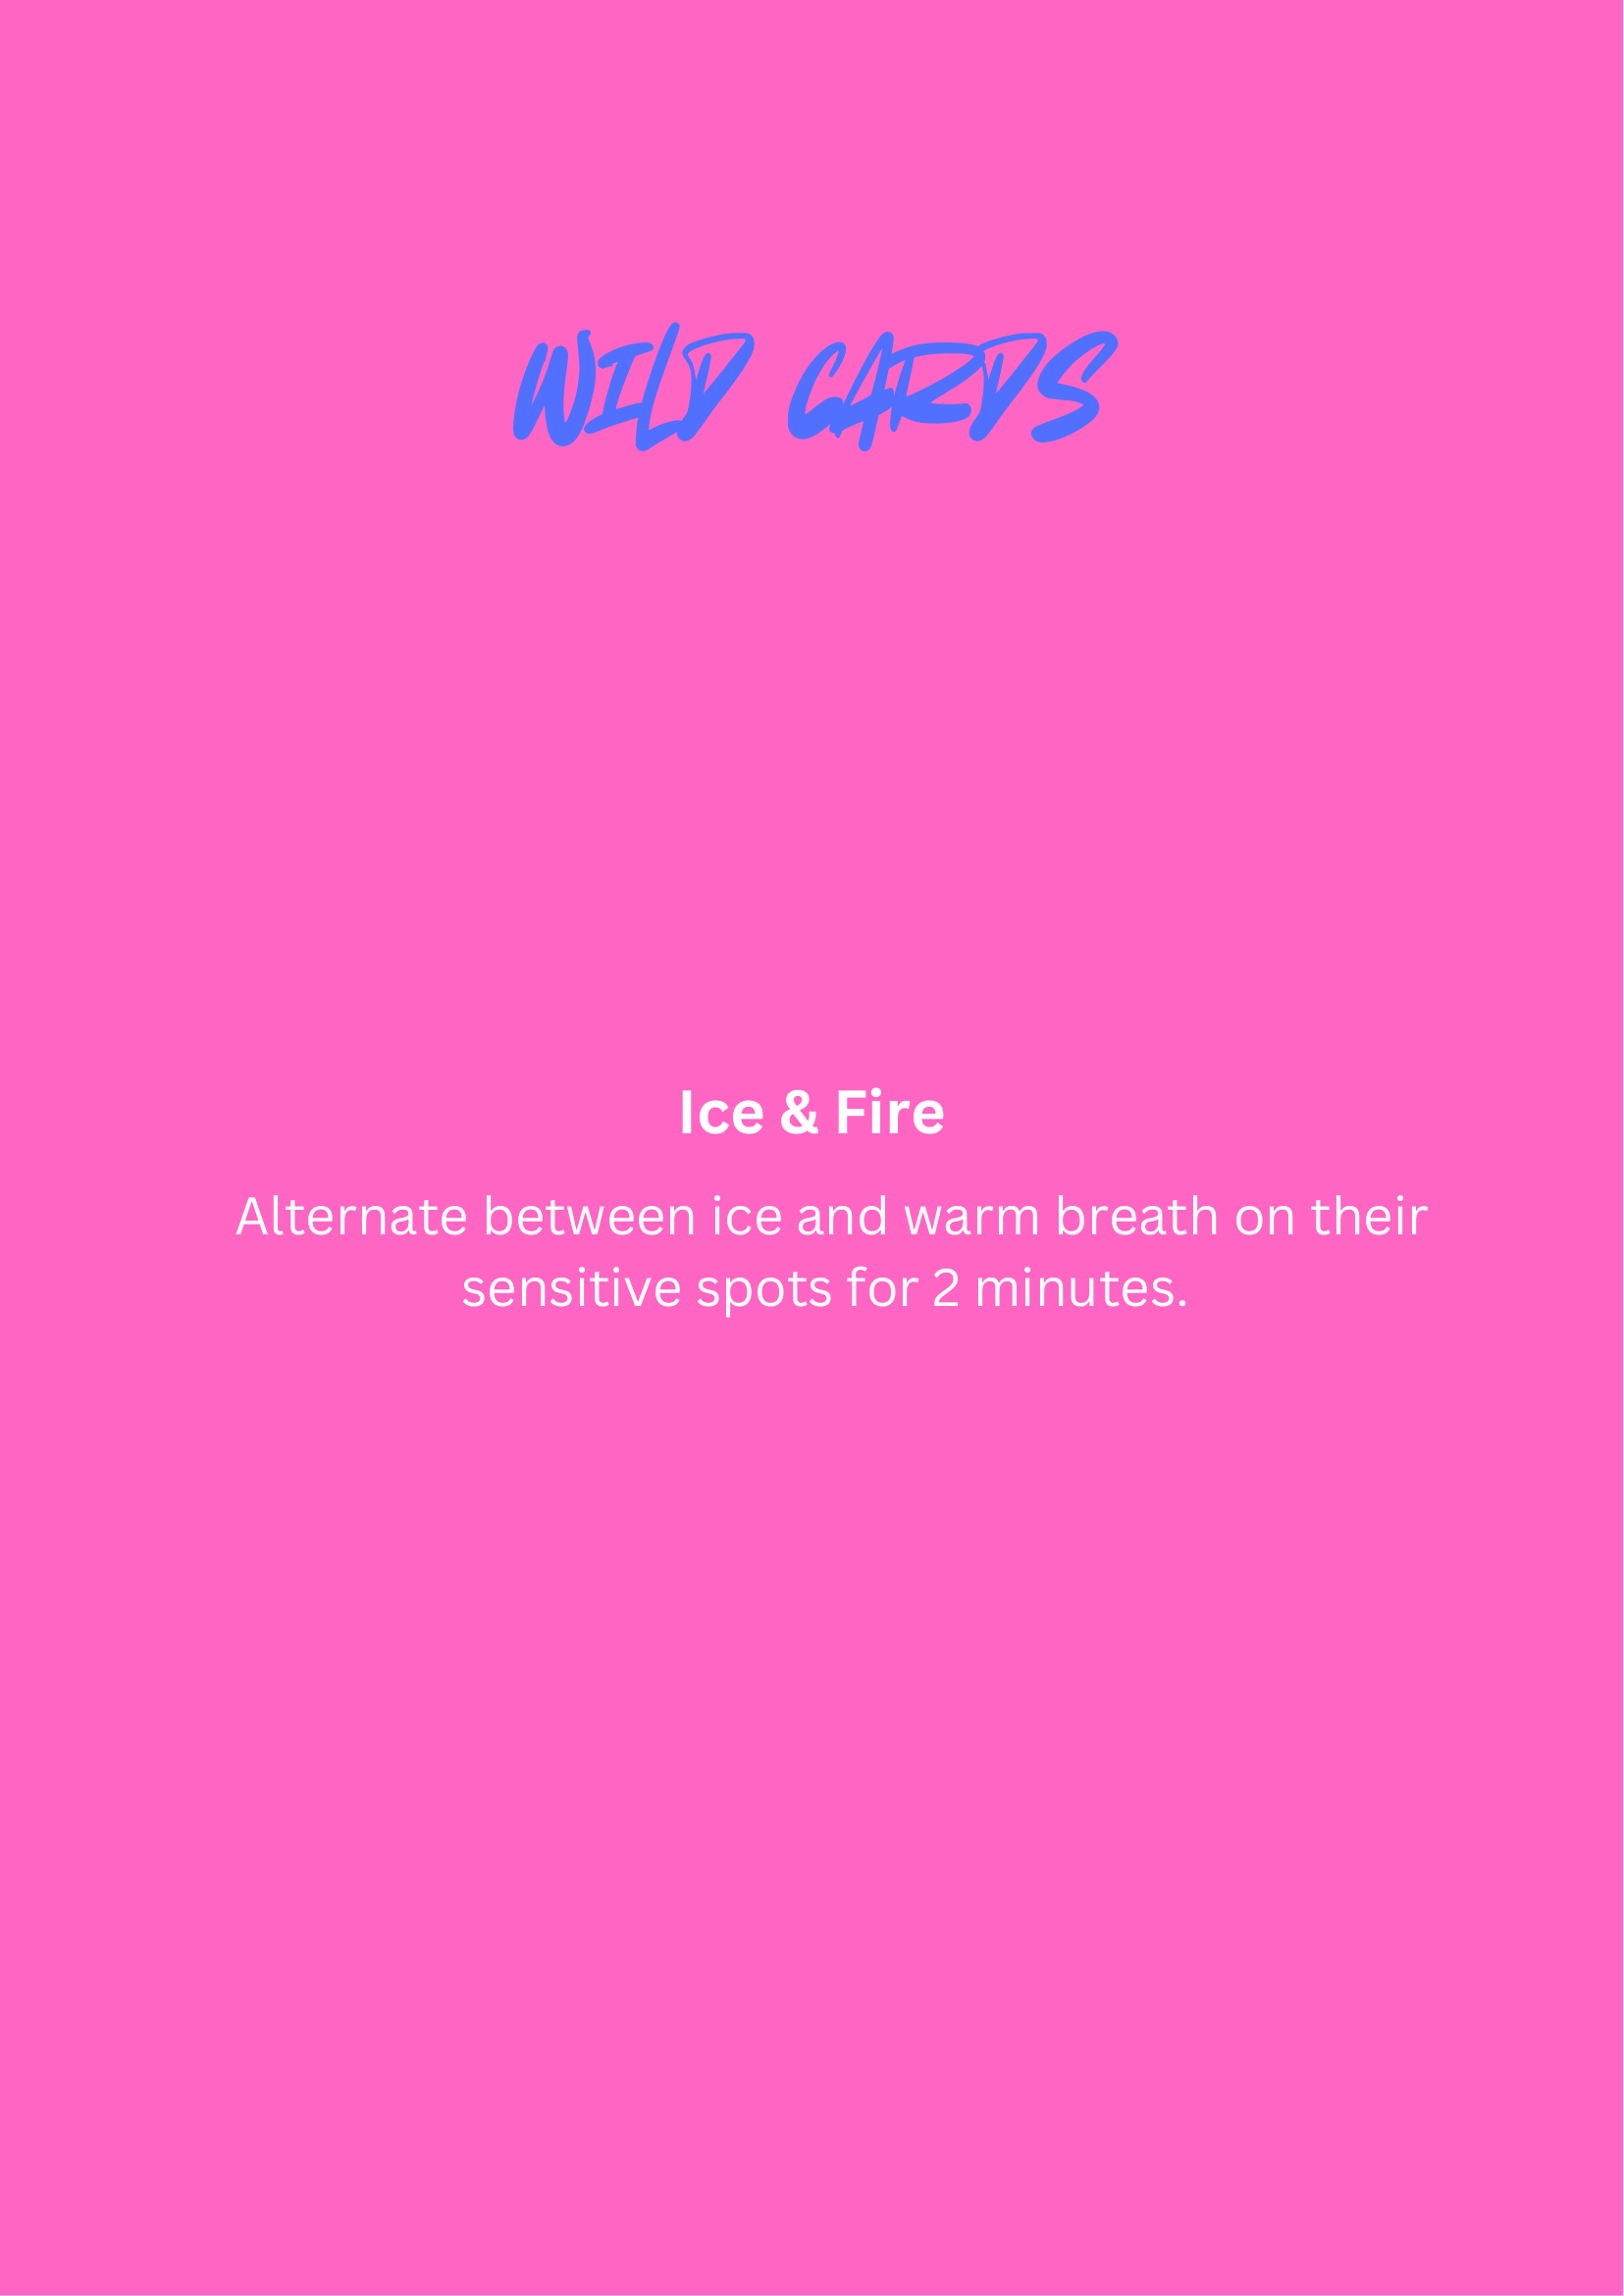 WILD CARDS
Ice & Fire
Alternate between ice and warm breath on their
sensitive spots for 2 minutes.